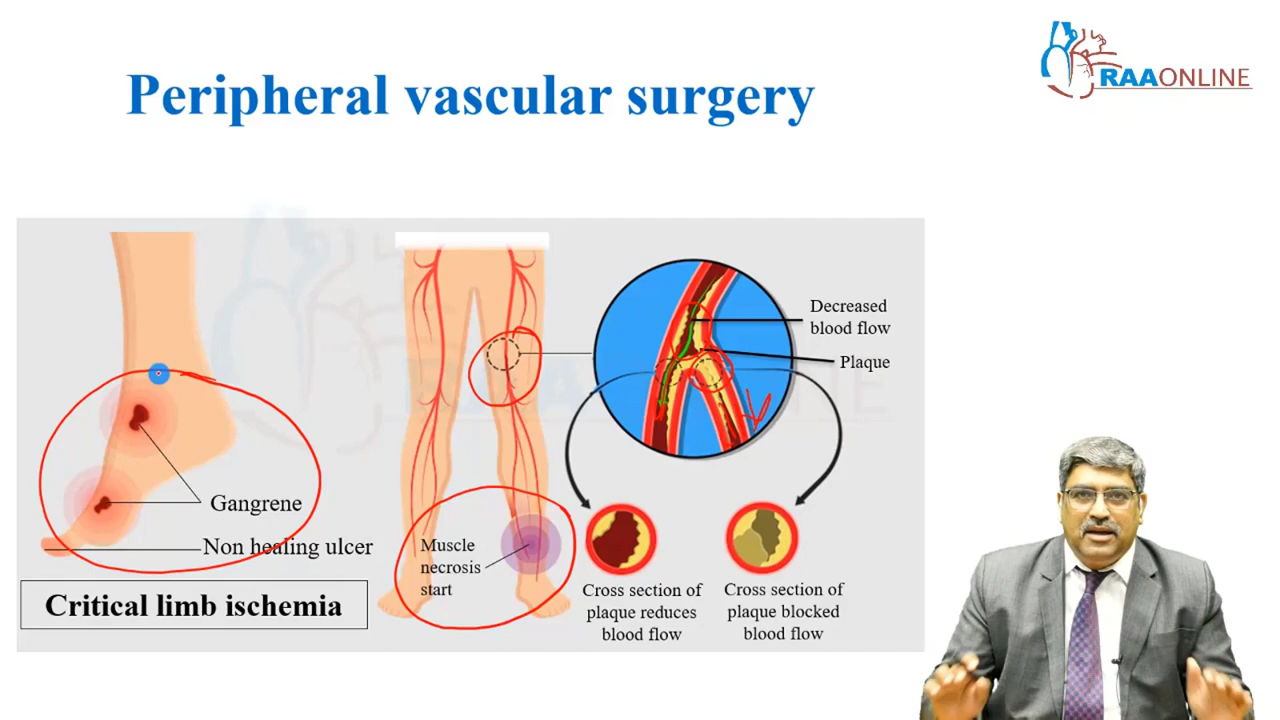 Peripheral vascular surgery
RAAONLINE
Decreased
blood flow
Plaque
Gangrene
Non healing ulcer
Critical limb ischemia
Muscle
necrosis
start
Cross section of
plaque reduces
blood flow
Cross section of
plaque blocked
blood flow